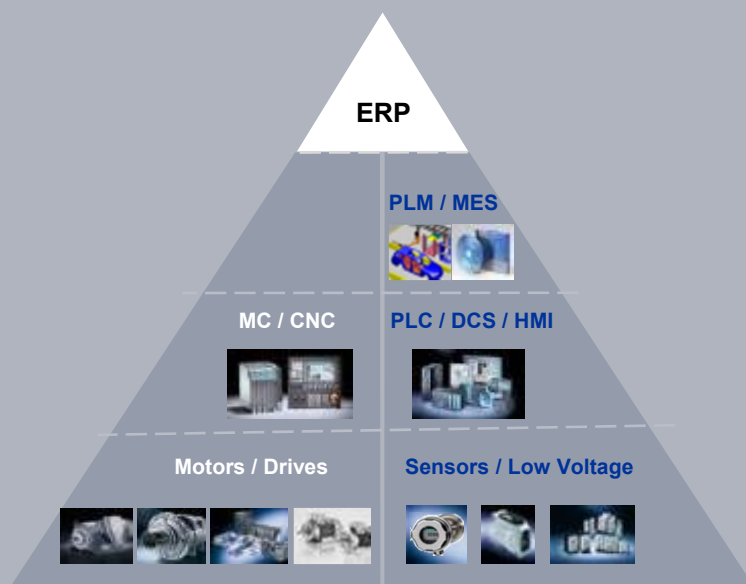 ERP
PLM / MES
MC / CNC
PLC / DCS / HMI
Motors / Drives
Sensors / Low Voltage